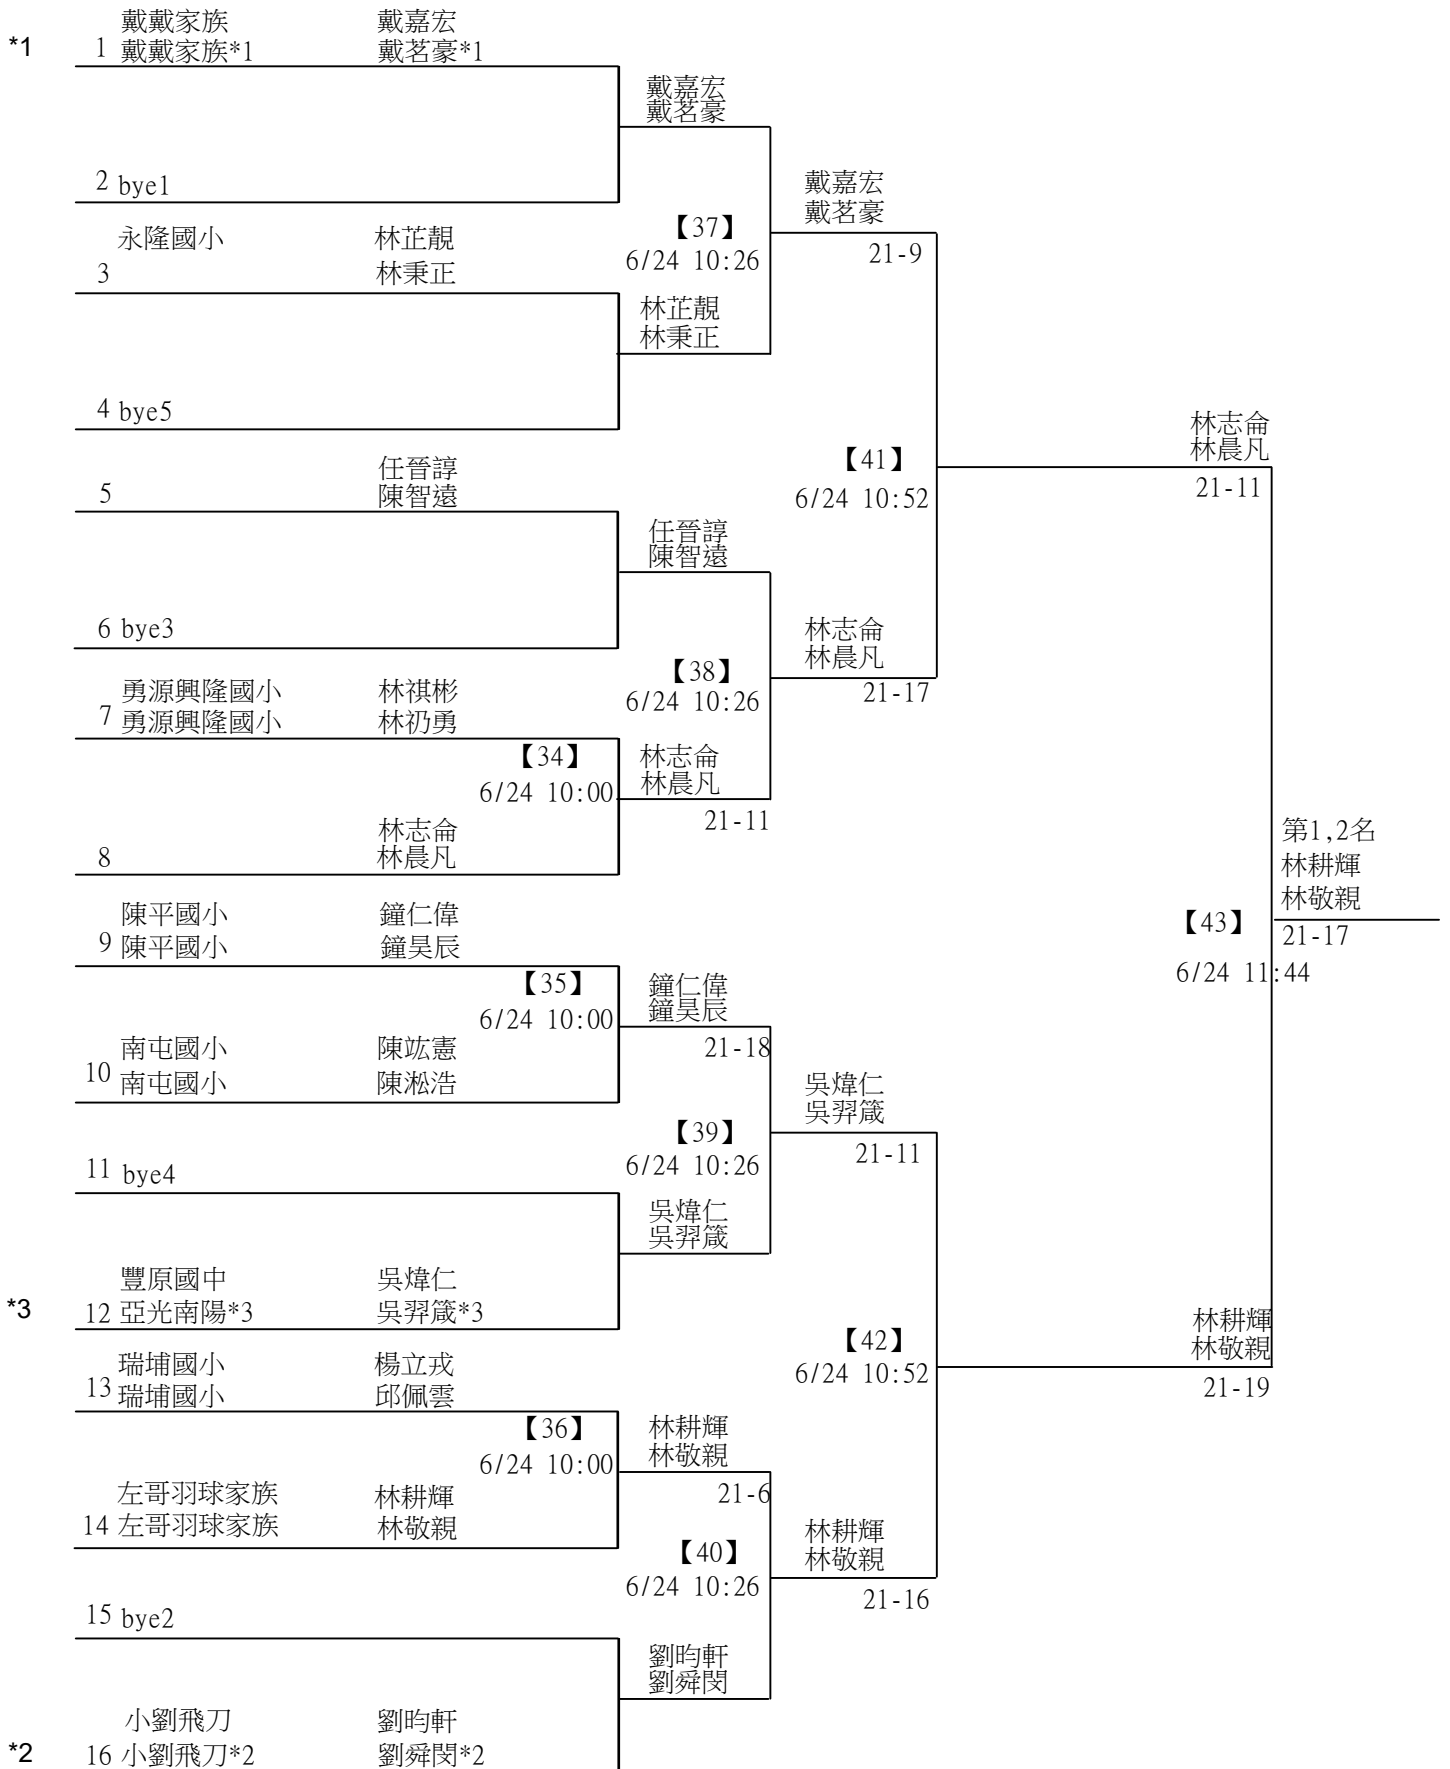 戴戴家族 戴嘉宏
*1 1 戴戴家族*1 戴茗豪*1
戴嘉宏
戴茗豪
2 bye1
戴嘉宏
戴茗豪
【37】
6/24 10:26
21-9
永隆國小 林芷靚
3 林秉正
林芷靚
林秉正
4 bye5
林志侖
林晨凡
21-11
【41】
6/24 10:52
任晉諄
5 陳智遠
任晉諄
陳智遠
6 bye3
林志侖
林晨凡
21-17
【38】
6/24 10:26
勇源興隆國小 林祺彬
7 勇源興隆國小 林礽勇
【34】
6/24 10:00
林志侖
林晨凡
21-11
林志侖
8 林晨凡
第1,2名
林耕輝
林敬親
【43】
21-17
6/24 11:44
陳平國小 鐘仁偉
9 陳平國小 鐘昊辰
【35】
6/24 10:00
鐘仁偉
鐘昊辰
21-18
南屯國小 陳竑憲
10 南屯國小 陳淞浩
吳煒仁
吳羿箴
【39】
6/24 10:26
21-11
11 bye4
吳煒仁
吳羿箴
豐原國中 吳煒仁
*3 12 亞光南陽*3 吳羿箴*3
【42】
6/24 10:52
林耕輝
林敬親
21-19
瑞埔國小 楊立戎
13 瑞埔國小 邱佩雲
【36】
6/24 10:00
林耕輝
林敬親
21-6
左哥羽球家族 林耕輝
14 左哥羽球家族 林敬親
林耕輝
林敬親
【40】
6/24 10:26
21-16
15 bye2
劉昀軒
劉舜閔
小劉飛刀 劉昀軒
*2 16 小劉飛刀*2 劉舜閔*2